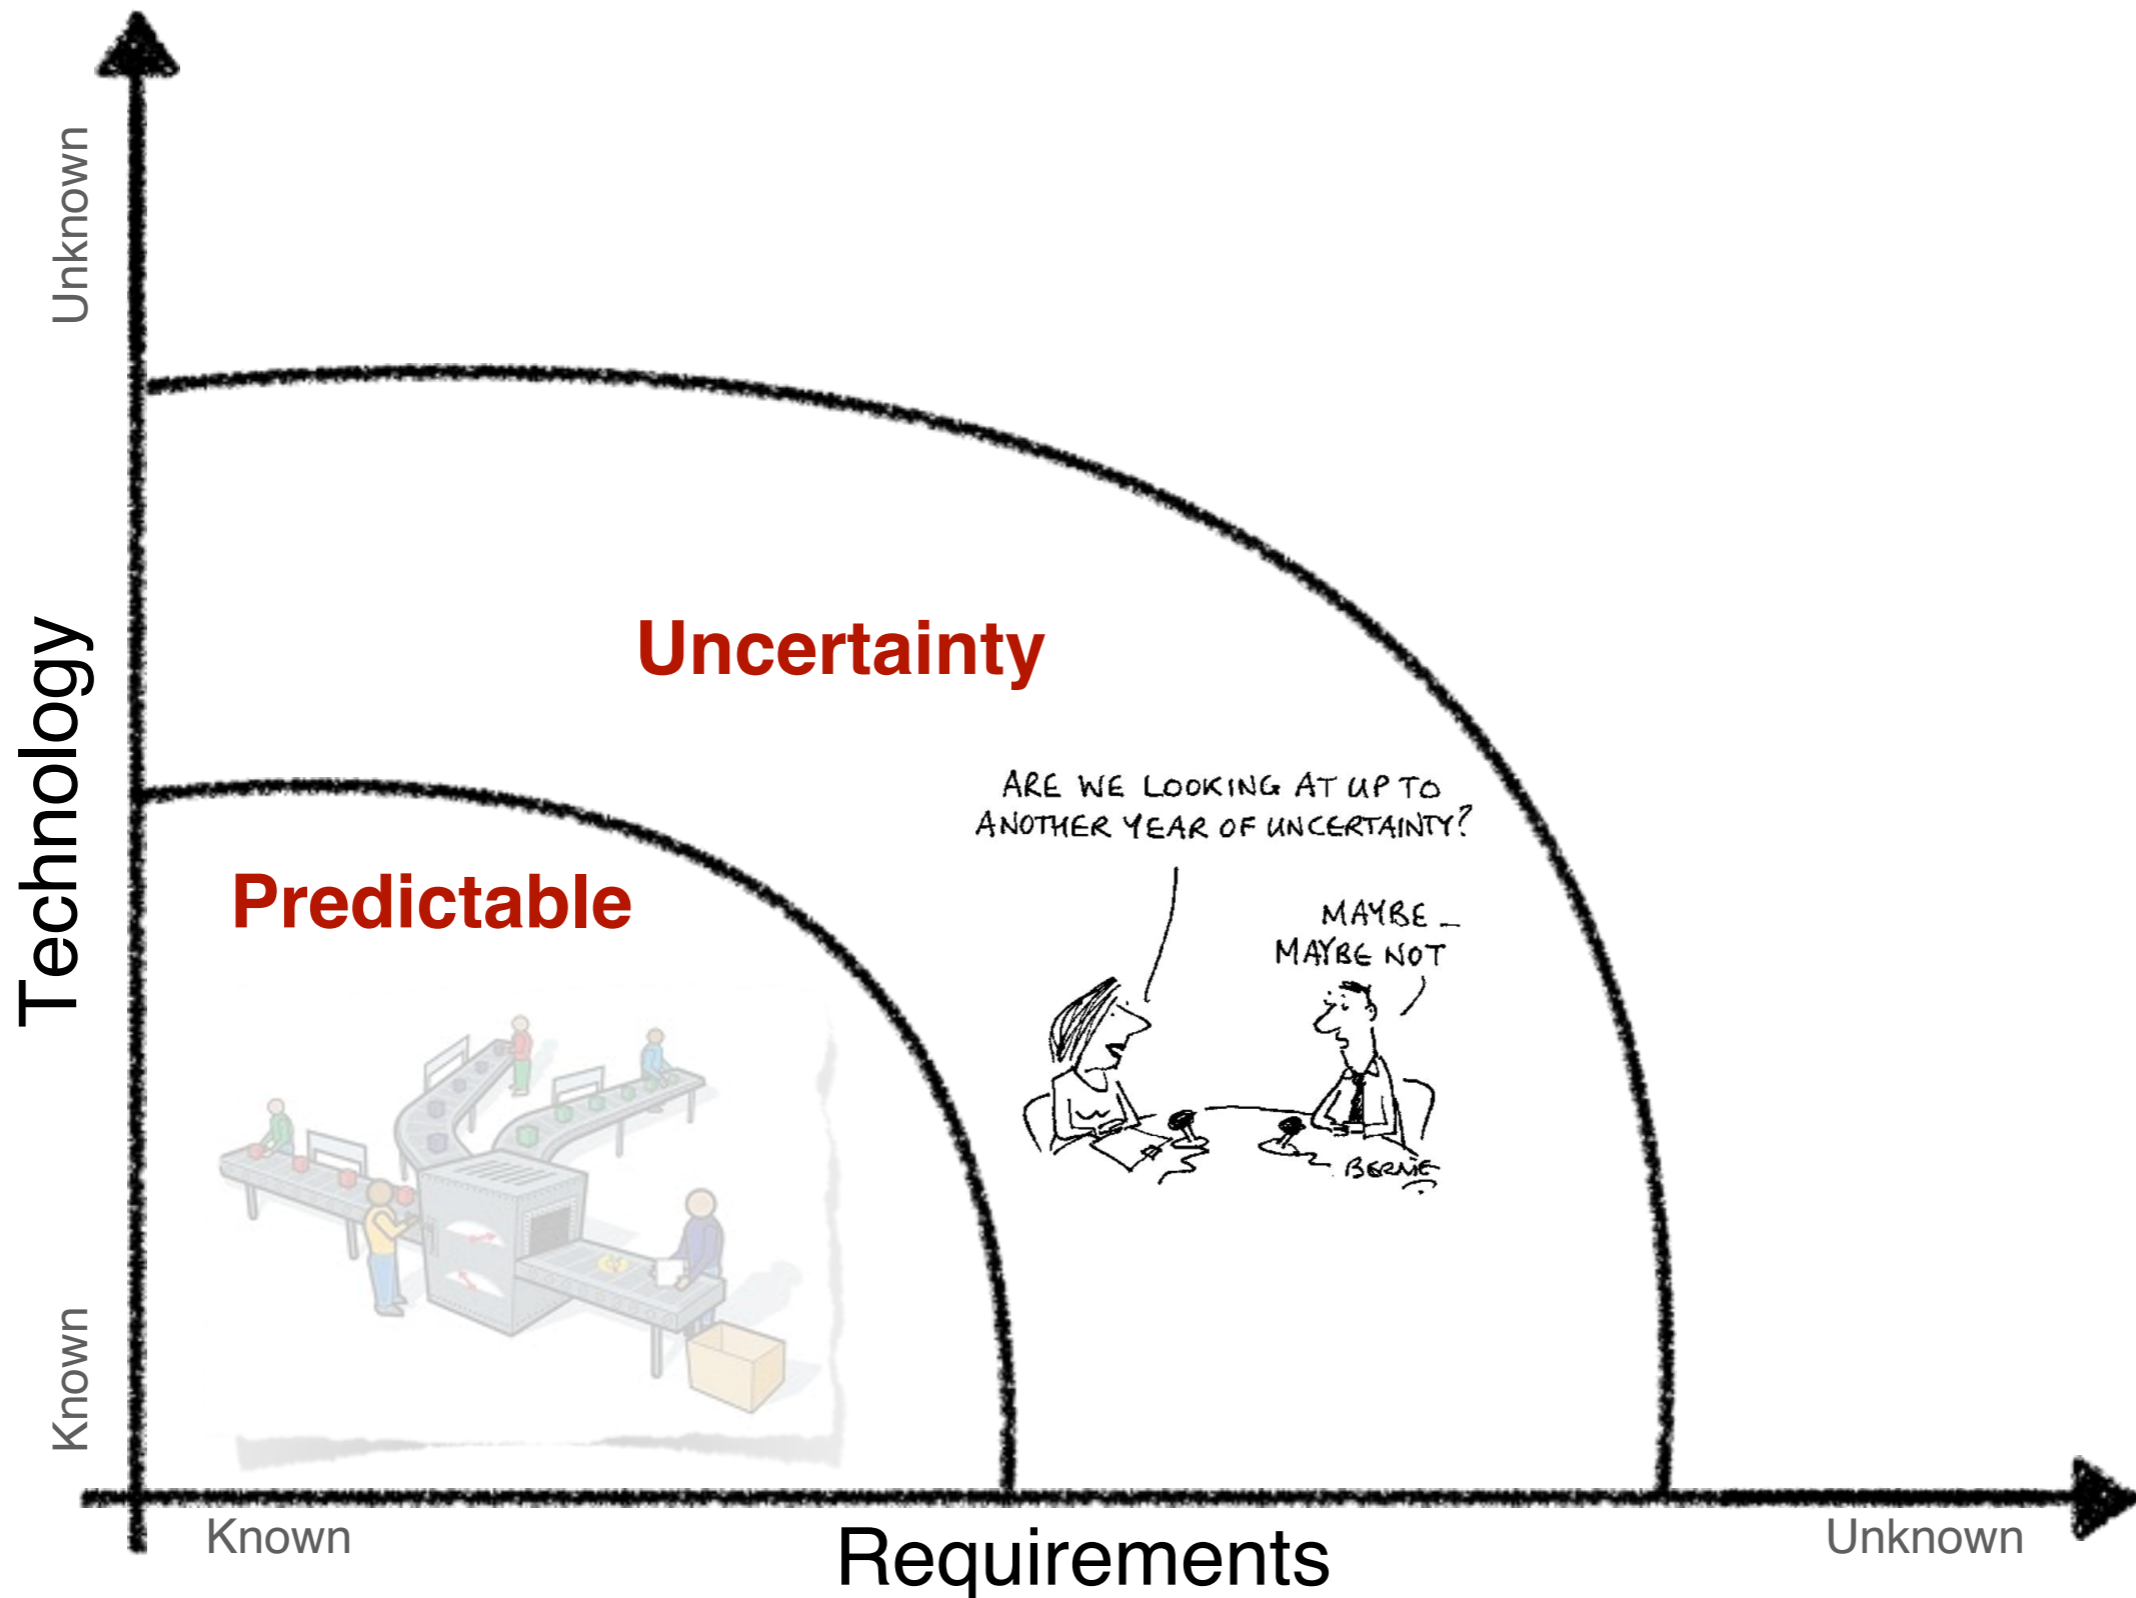 Unknown
Technology
Known
Uncertainty
Predictable
ARE WE LOOKING AT UP TO
ANOTHER YEAR OF UNCERTAINTY?
MAYBE_
MAYBE NOT
BERNIE
Known
Requirements
Unknown